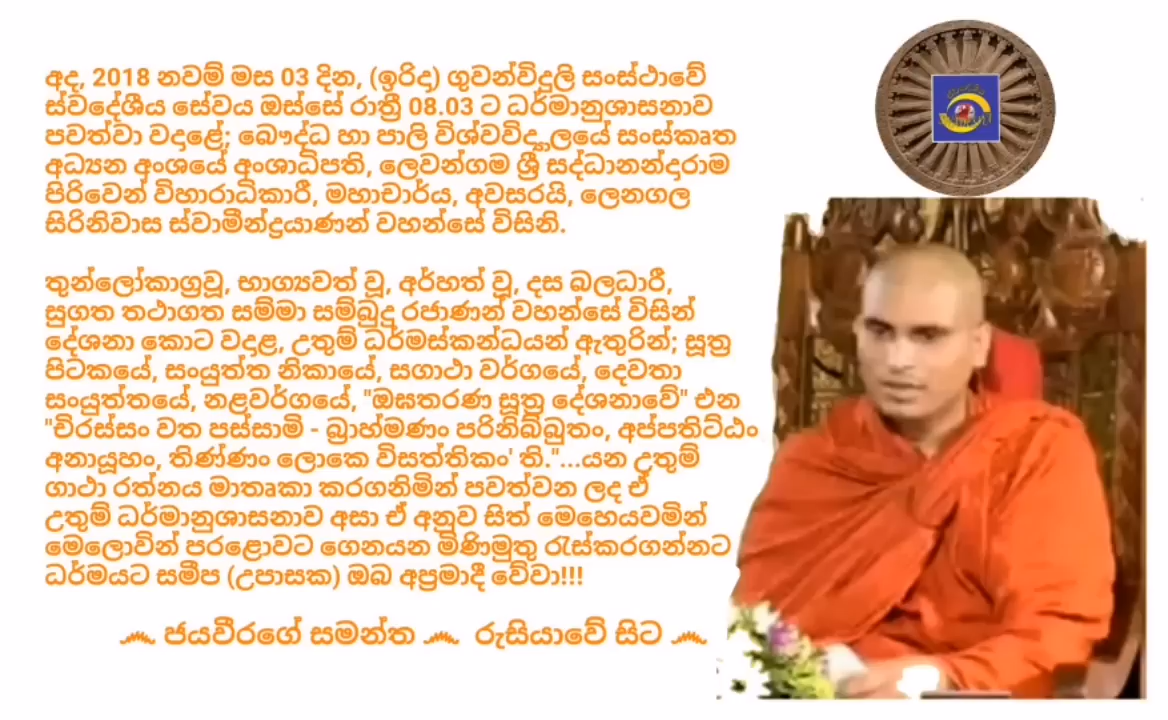 අද, 2018 නවම් මස 03 දින, (ඉරිදා) ගුවන්විදුලි සංස්ථාවේ
ස්වදේශීය සේවය ඔස්සේ රාත්‍රී 08.03 ට ධර්මානුශාසනාව
පවත්වා වදාළේ; බෞද්ධ හා පාලි විශ්වවිද්‍යාලයේ සංස්කෘත
අධ්‍යන අංශයේ අංශාධිපති, ලෙවන්ගම ශ්‍රී සද්ධානන්දාරාම
පිරිවෙන් විහාරාධිකාරී, මහාචාර්ය, අවසරයි, ලෙනගල
සිරිනිවාස ස්වාමීන්ද්‍රයාණන් වහන්සේ විසිනි.
තුන්ලෝකාග්‍රවූ, භාග්‍යවත් වූ, අර්හත් වූ, දස බලධාරී,
සුගත තථාගත සම්මා සම්බුදු රජාණන් වහන්සේ විසින්
දේශනා කොට වදාළ, උතුම් ධර්මස්කන්ධයන් ඇතුරින්; සූත්‍ර
පිටකයේ, සංයුත්ත නිකායේ, සගාථා වර්ගයේ, දෙවතා
සංයුත්තයේ, නළවර්ගයේ, "ඔඝතරණ සූත්‍ර දේශනාවේ" එන
"චිරස්සං වත පස්සාමි - බ්‍රාහ්මණං පරිනිබ්බුතං, අප්පතිට්ඨං
අනායූහං, තිණ්ණං ලොකෙ විසත්තිකං' ති."...යන උතුම්
ගාථා රත්නය මාතෘකා කරගනිමින් පවත්වන ලද ඒ
උතුම් ධර්මානුශාසනාව අසා ඒ අනුව සිත් මෙහෙයවමින්
මෙලොවින් පරළොවට ගෙනයන මිණිමුතු රැස්කරගන්නට
ධර්මයට සමීප (උපාසක) ඔබ අප්‍රමාදී වේවා!!!
ජයවීරගේ සමන්ත රුසියාවේ සිට